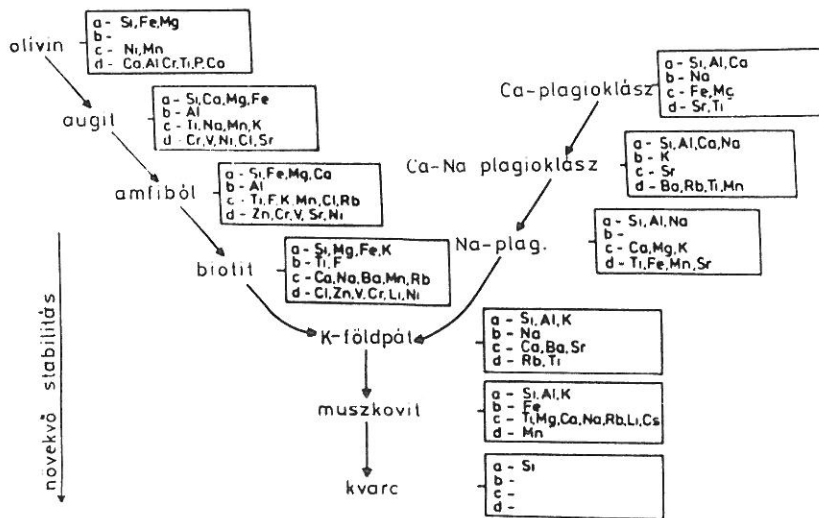 olivin
a - Si,Fe,Mg
b -
c - Ni,Mn
d - Ca,Al Cr,Ti,P,Co
augit
a - Si,Ca,Mg,Fe
b - Al
c - Ti,Na,Mn,K
d - Cr,V,Ni,Cl,Sr
amfiból
a - Si,Fe,Mg,Ca
b - Al
c - Ti,F,K,Mn,Cl,Rb
d - Zn,Cr,V,Sr,Ni
biotit
a - Si,Mg,Fe,K
b - Ti,F
c - Ca,Na,Ba,Mn,Rb
d - Cl,Zn,V,Cr,Li,Ni
Ca-plagioklász
a - Si,Al,Ca
b - Na
c - Fe,Mg
d - Sr,Ti
Ca-Na plagioklász
a - Si,Al,Ca,Na
b - K
c - Sr
d - Ba,Rb,Ti,Mn
Na-plag.
a - Si,Al,Na
b -
c - Ca,Mg,K
d - Ti,Fe,Mn,Sr
K-földpát
a - Si,Al,K
b - Na
c - Ca,Ba,Sr
d - Rb,Ti
muszkovit
a - Si,Al,K
b - Fe
c - Ti,Mg,Ca,Na,Rb,Li,Cs
d - Mn
kvarc
a - Si
b -
c -
d -
növekvő stabilitás